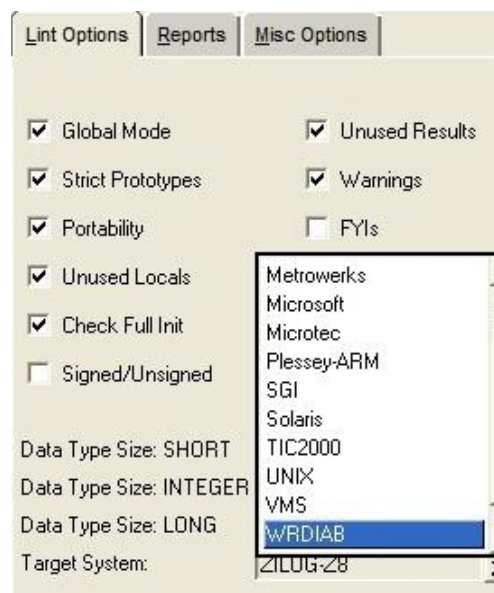 Lint Options Reports Misc Options
Global Mode Unused Results
Strict Prototypes Warnings
Portability FYIs
Unused Locals
Check Full Init
Signed/Unsigned
Metrowerks
Microsoft
Microtec
Plessey-ARM
SGI
Solaris
TIC2000
UNIX
VMS
WRDIAB
Data Type Size: SHORT
Data Type Size: INTEGER
Data Type Size: LONG
Target System: ZILOG-Z8